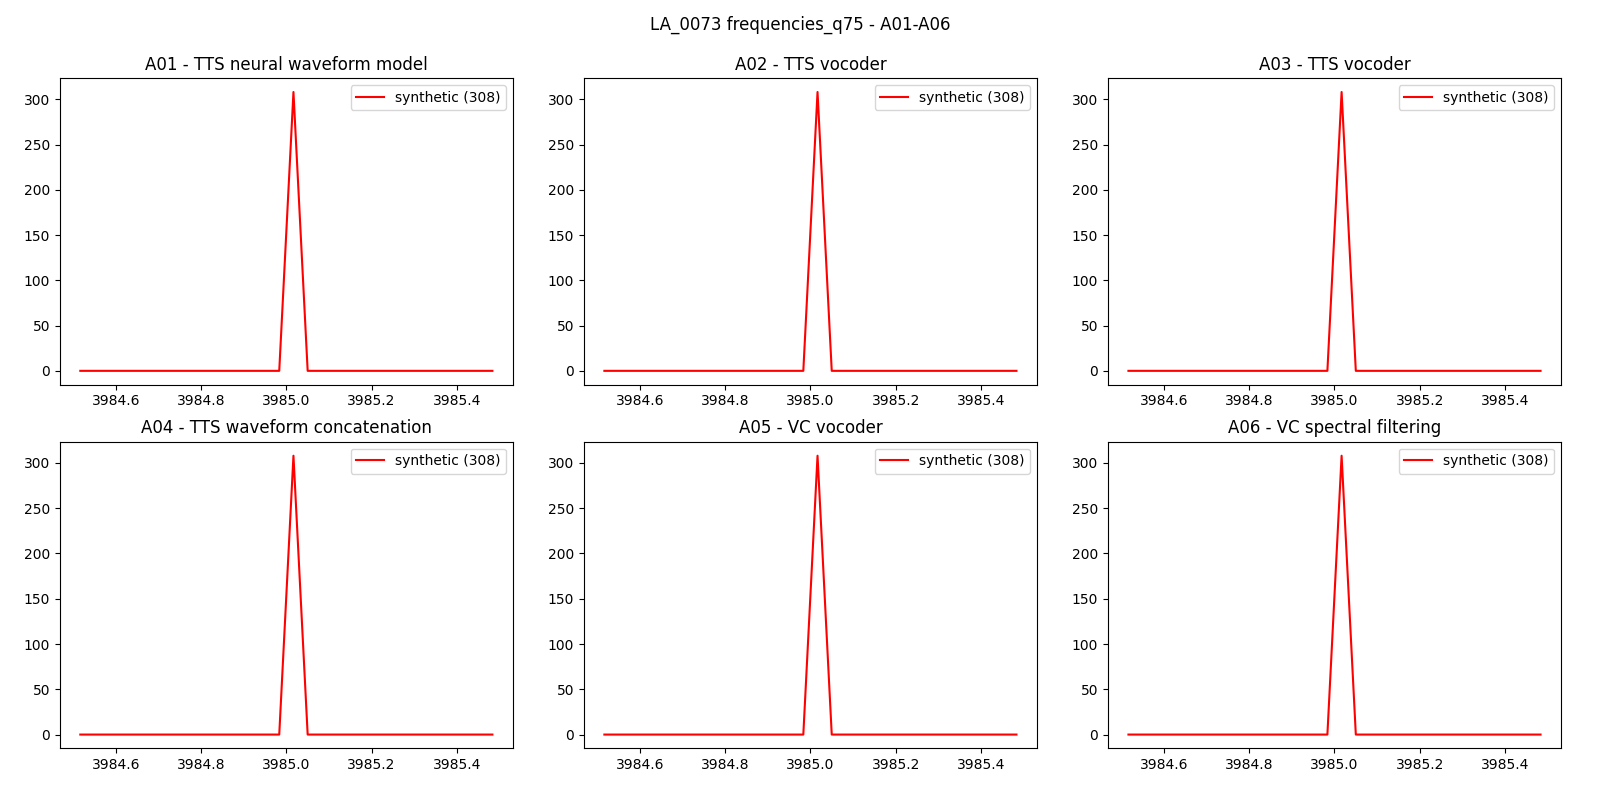 LA_0073 frequencies_q75 - A01-A06
A01 - TTS neural waveform model
synthetic (308)
300
250
200
150
100
50
0
3984.6 3984.8 3985.0 3985.2 3985.4
A02 - TTS vocoder
synthetic (308)
300
250
200
150
100
50
0
3984.6 3984.8 3985.0 3985.2 3985.4
A03 - TTS vocoder
synthetic (308)
300
250
200
150
100
50
0
3984.6 3984.8 3985.0 3985.2 3985.4
A04 - TTS waveform concatenation
synthetic (308)
300
250
200
150
100
50
0
3984.6 3984.8 3985.0 3985.2 3985.4
A05 - VC vocoder
synthetic (308)
300
250
200
150
100
50
0
3984.6 3984.8 3985.0 3985.2 3985.4
A06 - VC spectral filtering
synthetic (308)
300
250
200
150
100
50
0
3984.6 3984.8 3985.0 3985.2 3985.4